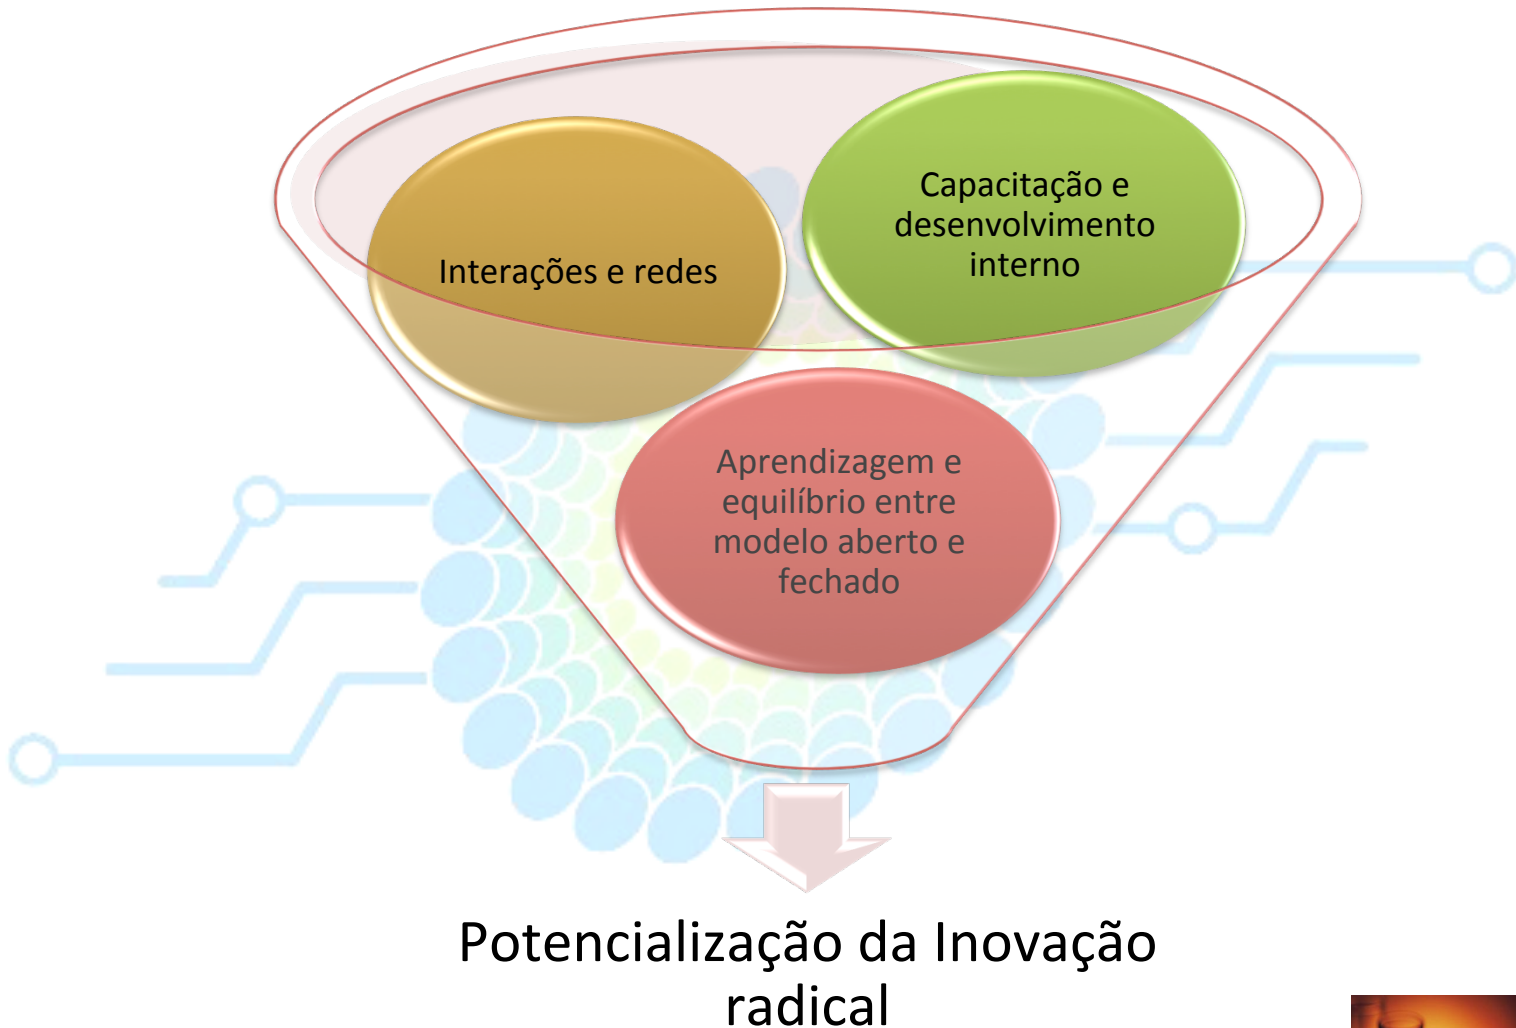 Interações e redes
Capacitação e
desenvolvimento
interno
Aprendizagem e
equilíbrio entre
modelo aberto e
fechado
Potencialização da Inovação
radical